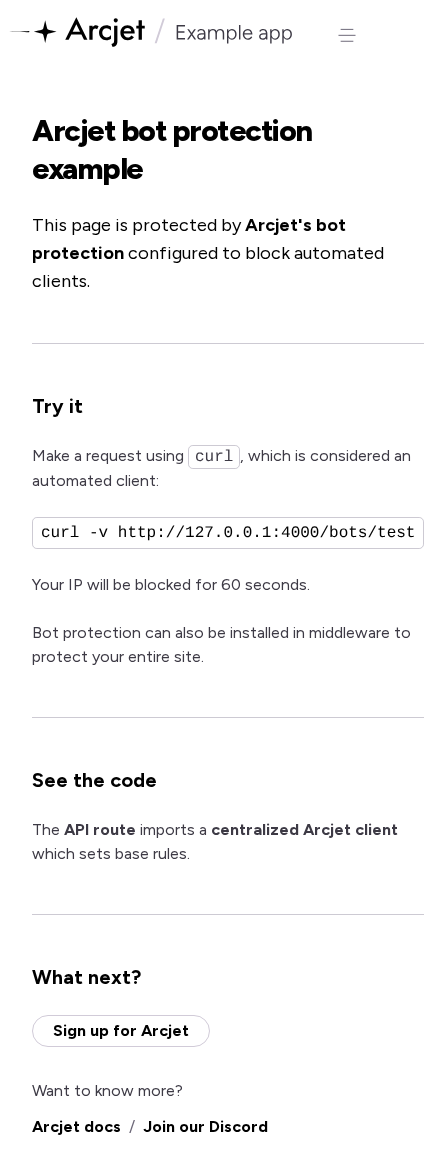 Arcjet / Example app
Arcjet bot protection
example
This page is protected by Arcjet's bot
protection configured to block automated
clients.
Try it
Make a request using curl, which is considered an
automated client:
curl -v http://127.0.0.1:4000/bots/test
Your IP will be blocked for 60 seconds.
Bot protection can also be installed in middleware to
protect your entire site.
See the code
The API route imports a centralized Arcjet client
which sets base rules.
What next?
Sign up for Arcjet
Want to know more?
Arcjet docs / Join our Discord